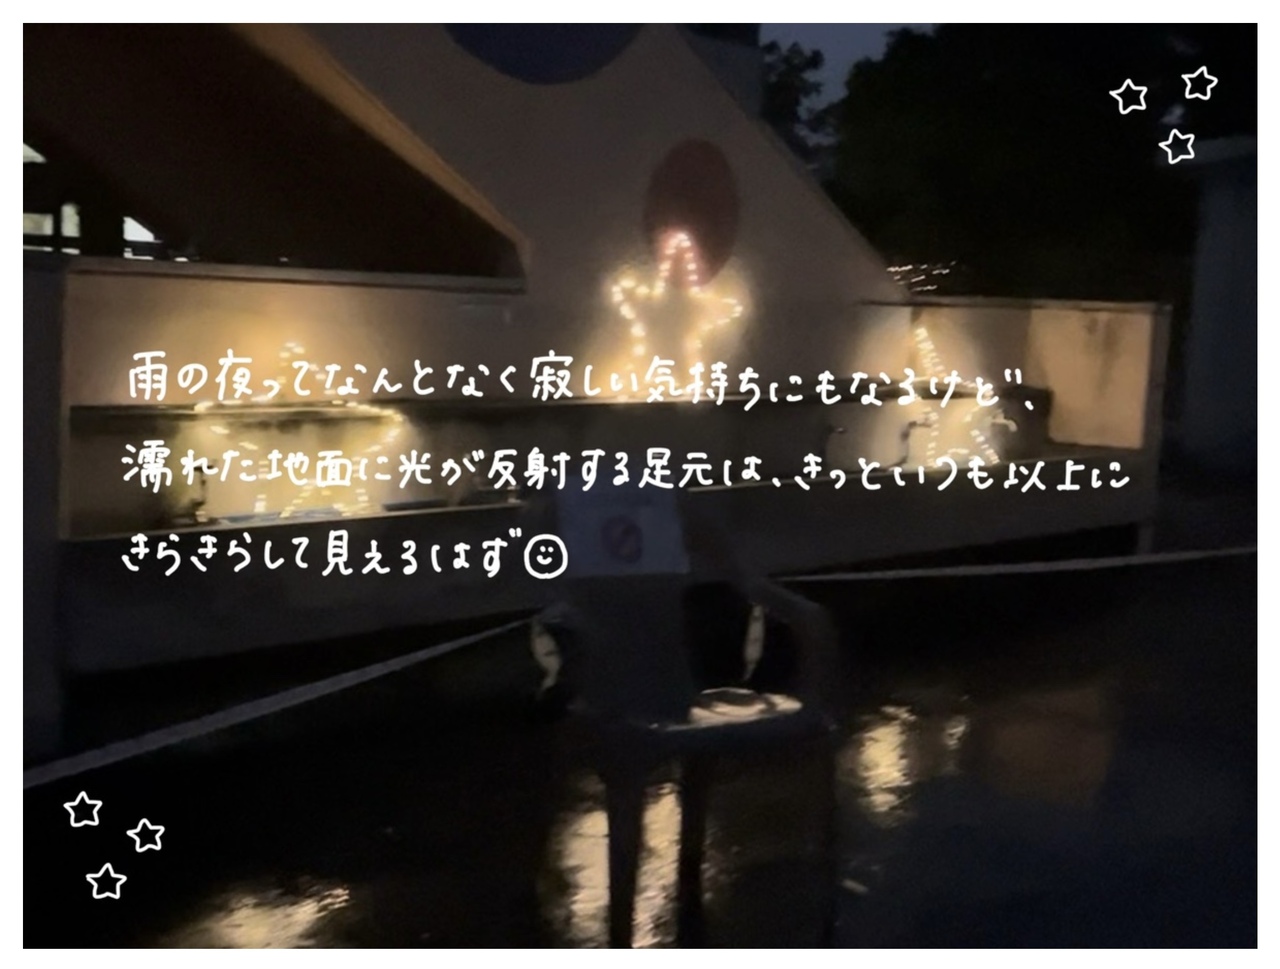 雨の夜ってなんとなく寂しい気持ちにもなるけど、
濡れた地面に光が反射する足元は、きっといつも以上に
きらきらして見えるはず